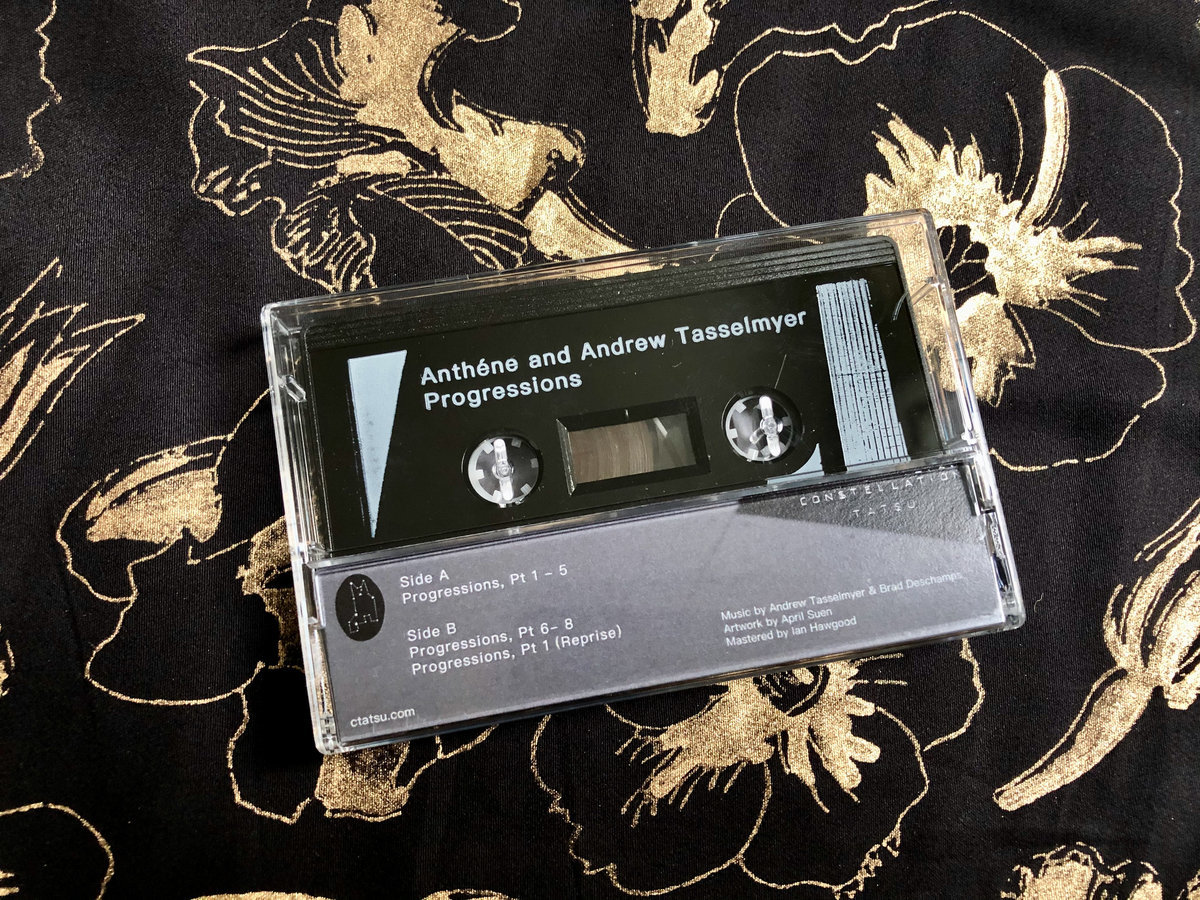 Anthéne and Andrew Tasselmyer
Progressions
CONSTELLATION
TATSU
Side A
Progressions, Pt 1 – 5
Side B
Progressions, Pt 6– 8
Progressions, Pt 1 (Reprise)
Music by Andrew Tasselmyer & Brad Deschamps
Artwork by April Suen
Mastered by Ian Hawgood
ctatsu.com